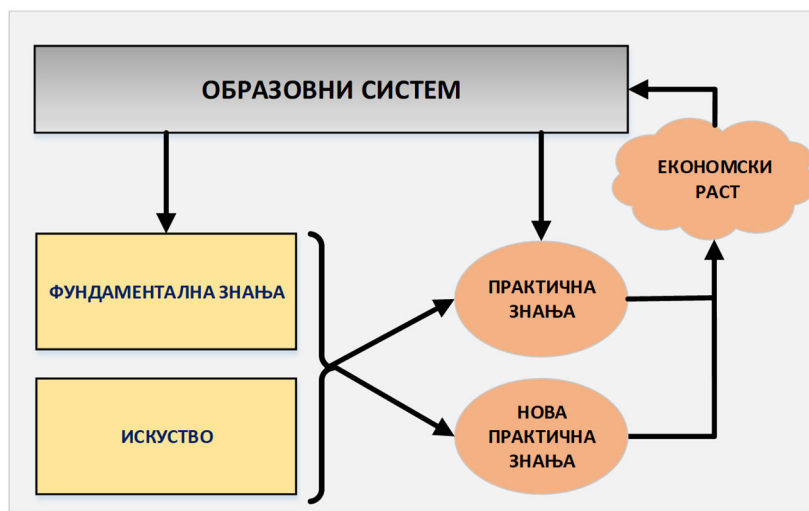 ОБРАЗОВНИ СИСТЕМ
ЕКОНОМСКИ
РАСТ
ФУНДАМЕНТАЛНА ЗНАЊА
ПРАКТИЧНА
ЗНАЊА
ИСКУСТВО
НОВА
ПРАКТИЧНА
ЗНАЊА